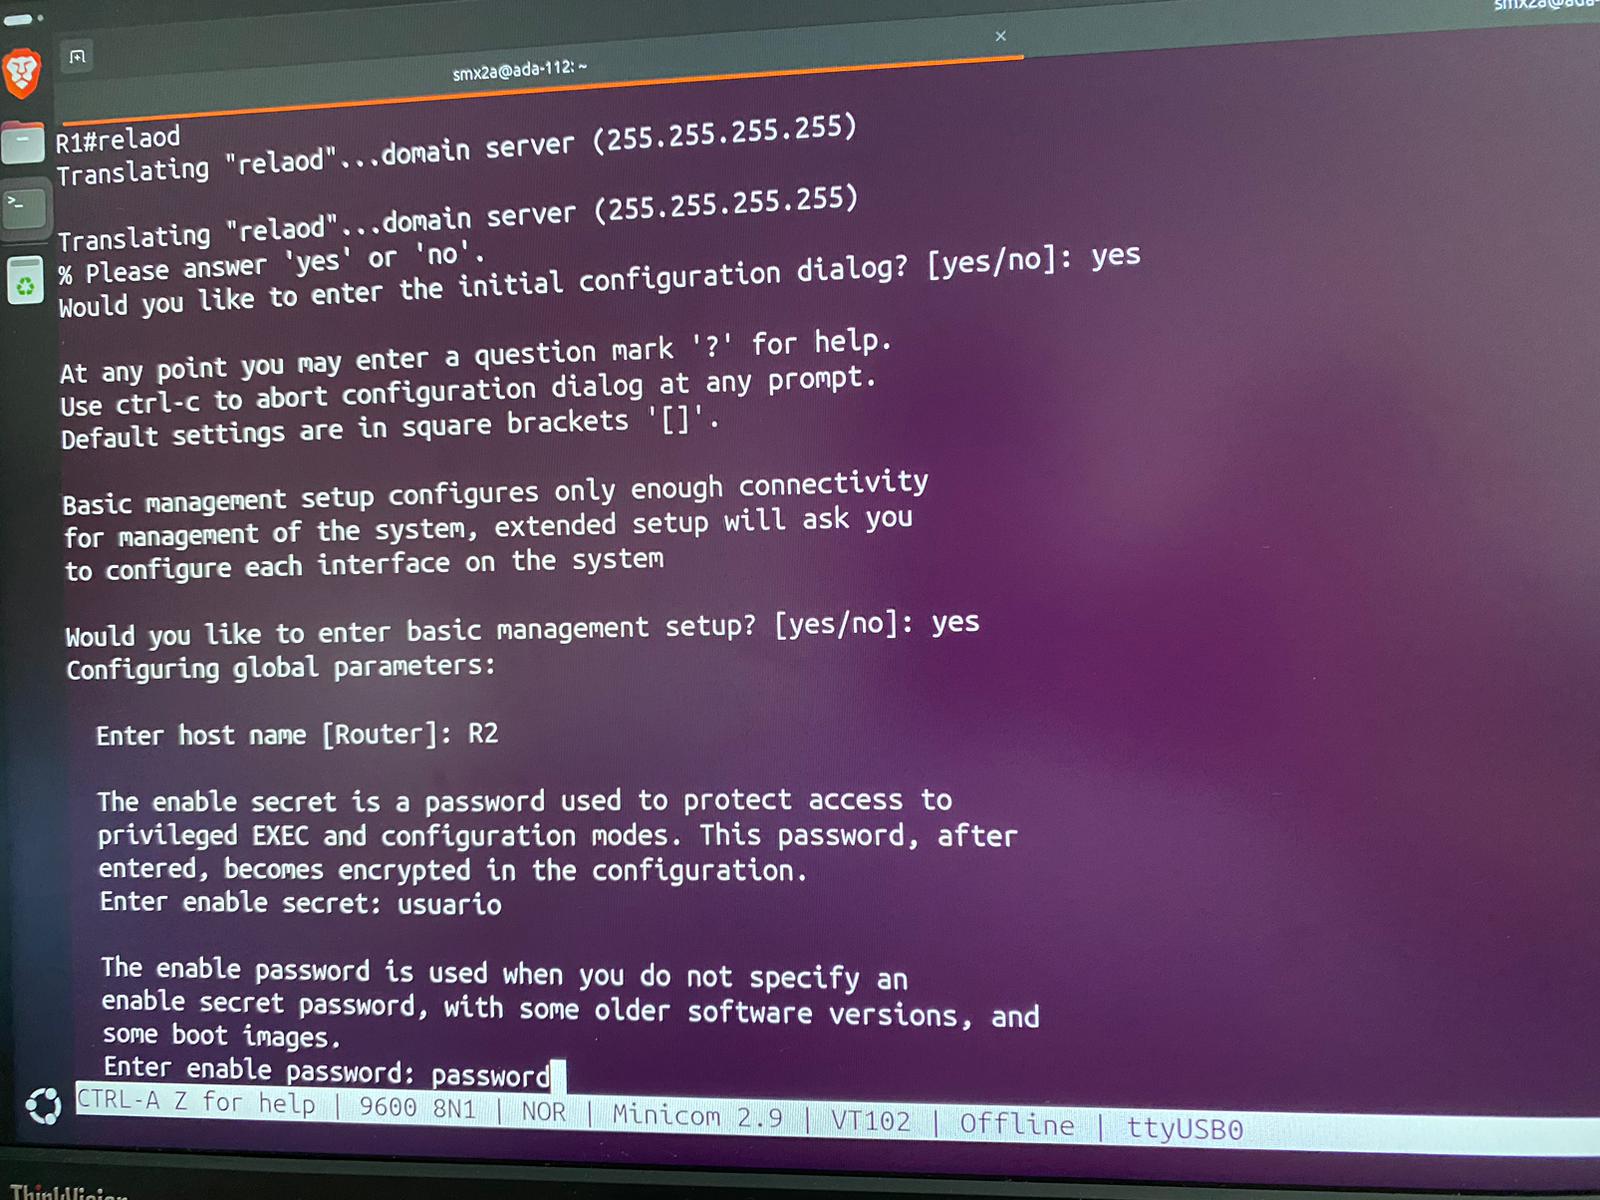 smx2a@ada-
smx2a@ada-112: ~
R1#relaod
Translating "relaod"...domain server (255.255.255.255)
Translating "relaod"...domain server (255.255.255.255)
% Please answer 'yes' or 'no'.
Would you like to enter the initial configuration dialog? [yes/no]: yes
At any point you may enter a question mark '?' for help.
Use ctrl-c to abort configuration dialog at any prompt.
Default settings are in square brackets '[]'.
Basic management setup configures only enough connectivity
for management of the system, extended setup will ask you
to configure each interface on the system
Would you like to enter basic management setup? [yes/no]: yes
Configuring global parameters:
Enter host name [Router]: R2
The enable secret is a password used to protect access to
privileged EXEC and configuration modes. This password, after
entered, becomes encrypted in the configuration.
Enter enable secret: usuario
The enable password is used when you do not specify an
enable secret password, with some older software versions, and
some boot images.
Enter enable password: password
CTRL-A Z for help | 9600 8N1 | NOR | Minicom 2.9 | VT102 | Offline | ttyUSB0
ThinkVision